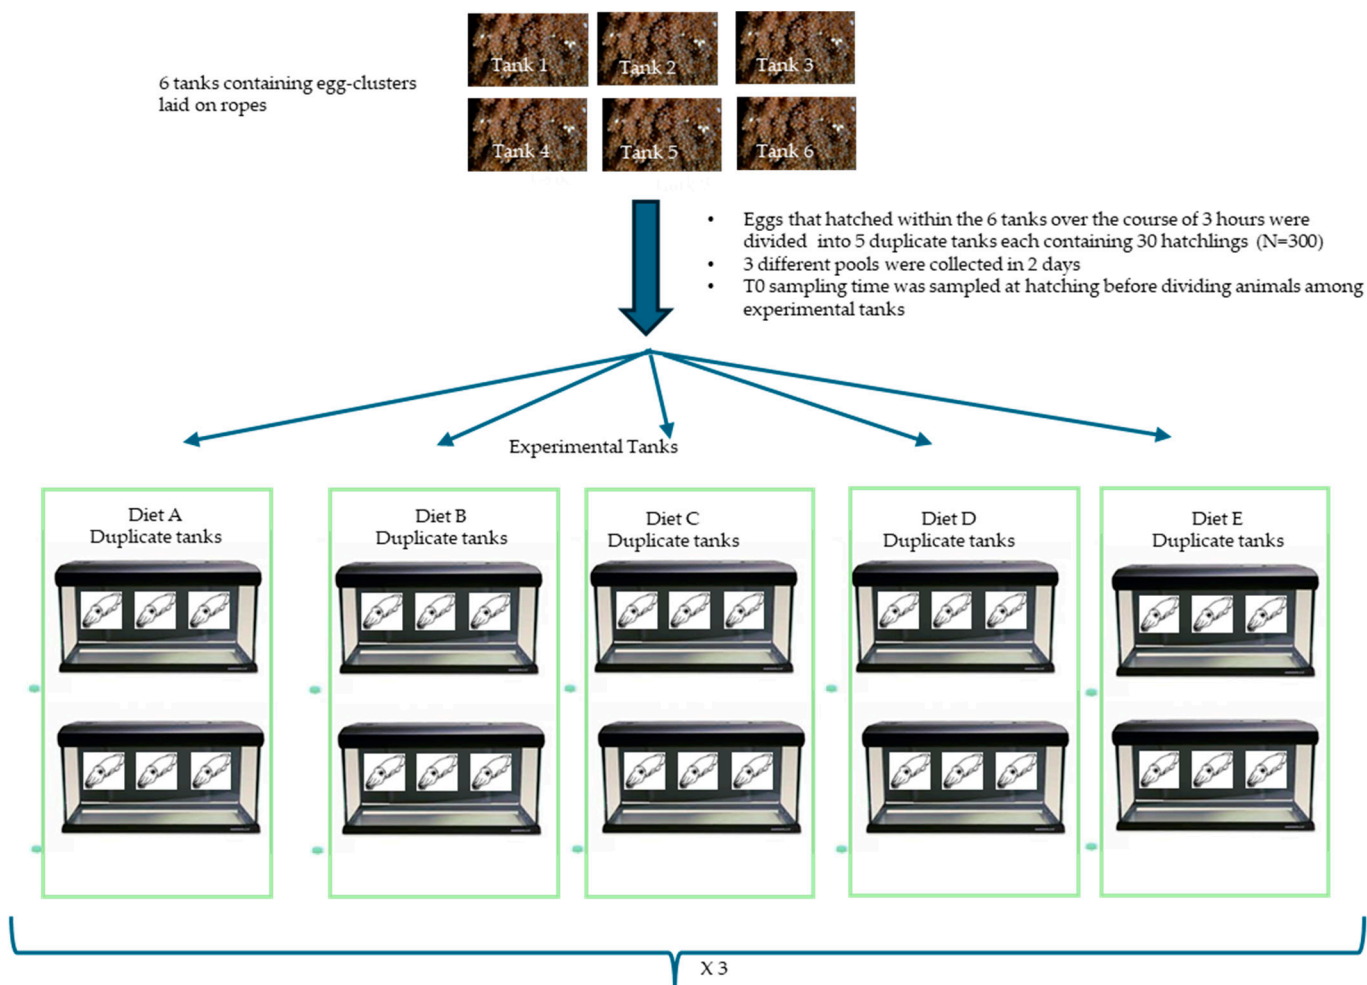 Tank 1
Tank 2
Tank 3
6 tanks containing egg-clusters
laid on ropes
Tank 4
Tank 5
Tank 6
• Eggs that hatched within the 6 tanks over the course of 3 hours were
divided into 5 duplicate tanks each containing 30 hatchlings (N=300)
• 3 different pools were collected in 2 days
• T0 sampling time was sampled at hatching before dividing animals among
experimental tanks
Experimental Tanks
Diet A
Duplicate tanks
Diet B
Duplicate tanks
Diet C
Duplicate tanks
Diet D
Duplicate tanks
Diet E
Duplicate tanks
X 3